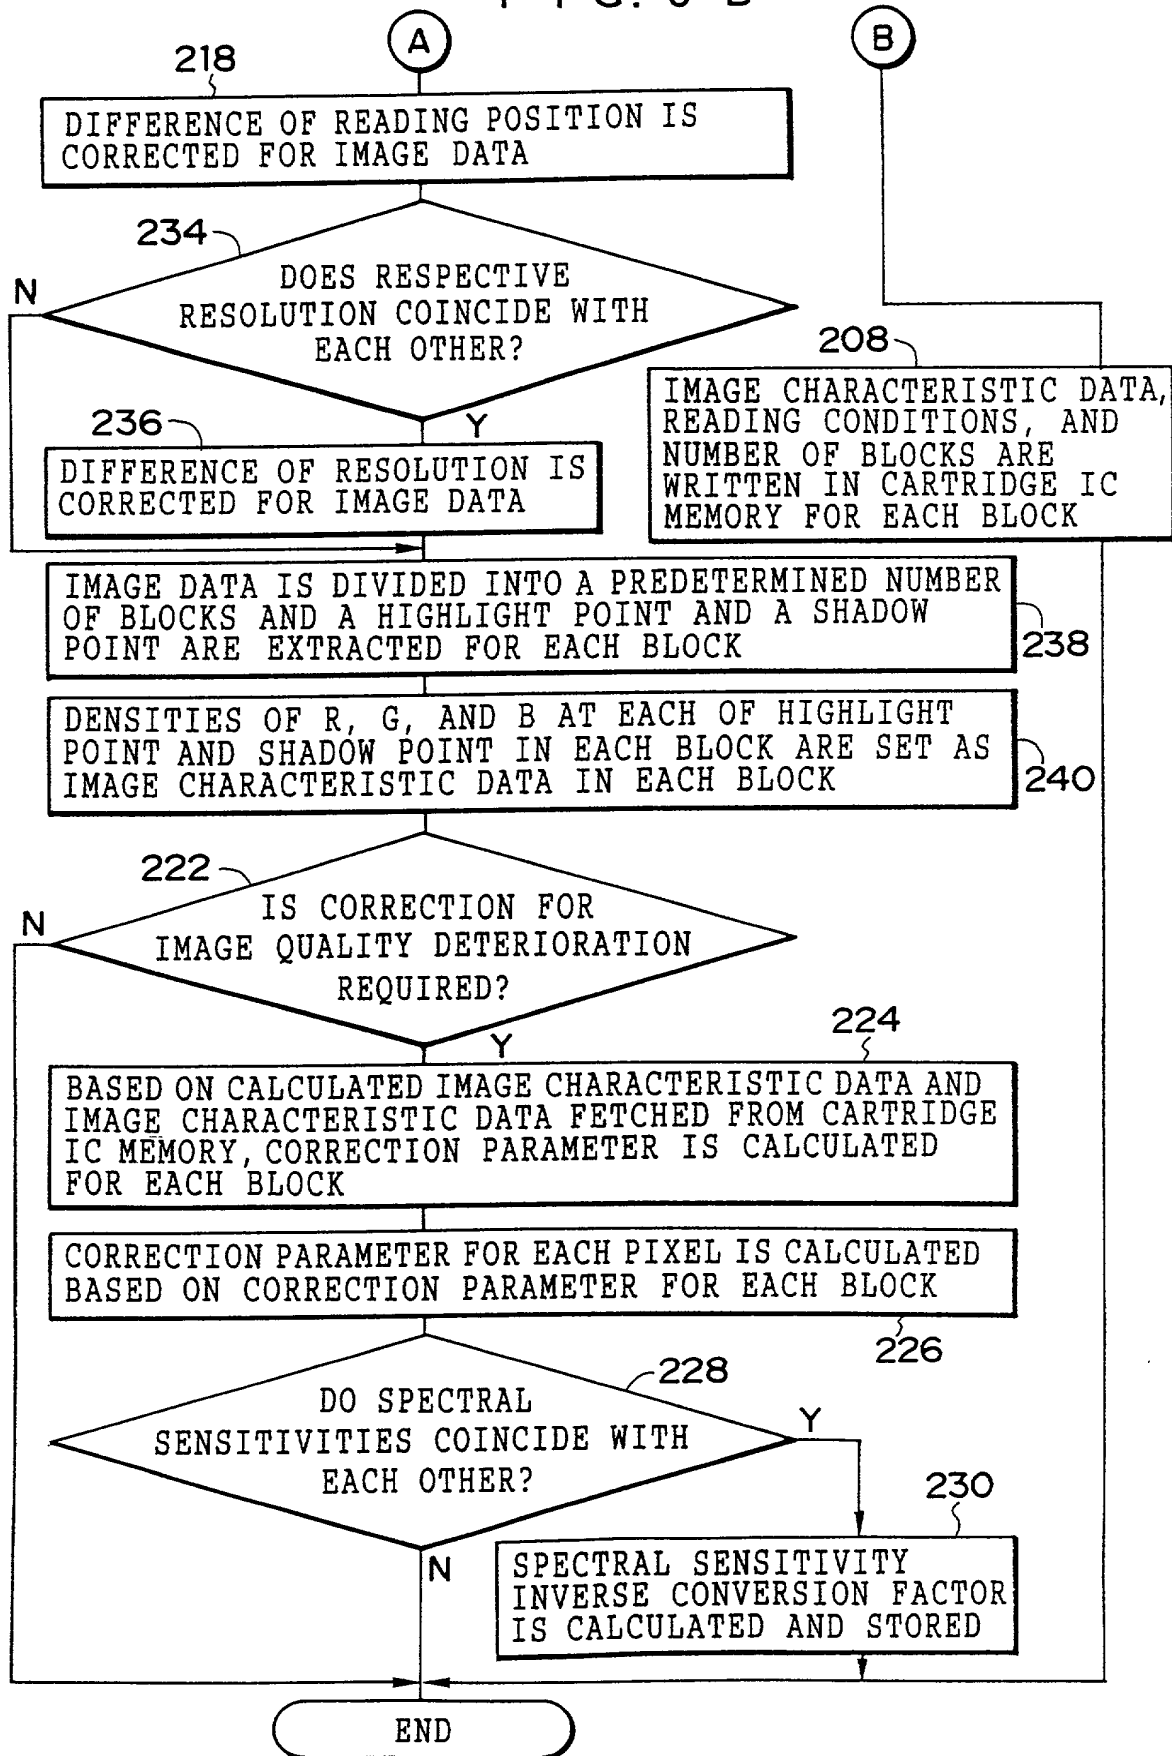 A
B
218
DIFFERENCE OF READING POSITION IS
CORRECTED FOR IMAGE DATA
234
N
DOES RESPECTIVE
RESOLUTION COINCIDE WITH
EACH OTHER?
Y
208
IMAGE CHARACTERISTIC DATA,
READING CONDITIONS, AND
NUMBER OF BLOCKS ARE
WRITTEN IN CARTRIDGE IC
MEMORY FOR EACH BLOCK
236
DIFFERENCE OF RESOLUTION IS
CORRECTED FOR IMAGE DATA
IMAGE DATA IS DIVIDED INTO A PREDETERMINED NUMBER
OF BLOCKS AND A HIGHLIGHT POINT AND A SHADOW
POINT ARE EXTRACTED FOR EACH BLOCK
238
DENSITIES OF R, G, AND B AT EACH OF HIGHLIGHT
POINT AND SHADOW POINT IN EACH BLOCK ARE SET AS
IMAGE CHARACTERISTIC DATA IN EACH BLOCK
240
222
N
IS CORRECTION FOR
IMAGE QUALITY DETERIORATION
REQUIRED?
Y
224
BASED ON CALCULATED IMAGE CHARACTERISTIC DATA AND
IMAGE CHARACTERISTIC DATA FETCHED FROM CARTRIDGE
IC MEMORY, CORRECTION PARAMETER IS CALCULATED
FOR EACH BLOCK
CORRECTION PARAMETER FOR EACH PIXEL IS CALCULATED
BASED ON CORRECTION PARAMETER FOR EACH BLOCK
226
228
DO SPECTRAL
SENSITIVITIES COINCIDE WITH
EACH OTHER?
Y
N
230
SPECTRAL SENSITIVITY
INVERSE CONVERSION FACTOR
IS CALCULATED AND STORED
END